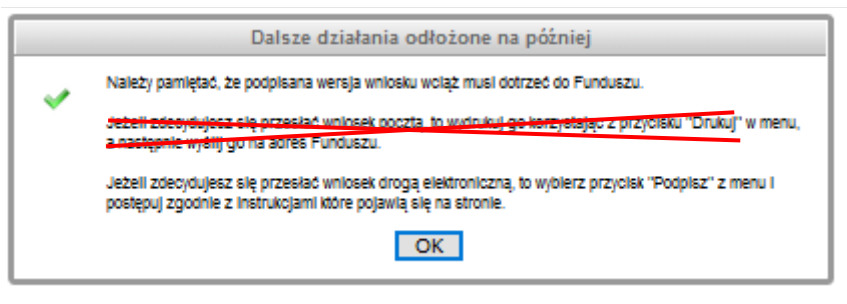 Dalsze działania odłożone na później
Należy pamiętać, że podpisana wersja wniosku wciąż musi dotrzeć do Funduszu.
Jeżeli zdecydujesz się przesłać wniosek pocztą, to wydrukuj go korzystając z przycisku "Drukuj" w menu,
a następnie wyślij go na adres Funduszu.
Jeżeli zdecydujesz się przesłać wniosek drogą elektroniczną, to wybierz przycisk "Podpisz" z menu i
postępuj zgodnie z instrukcjami które pojawią się na stronie.
OK